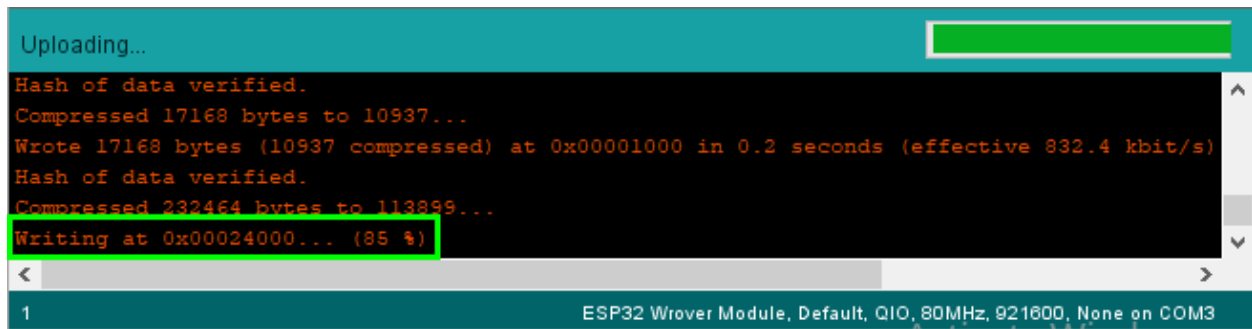 Uploading...
Hash of data verified.
Compressed 17168 bytes to 10937...
Wrote 17168 bytes (10937 compressed) at 0x00001000 in 0.2 seconds (effective 832.4 kbit/s)
Hash of data verified.
Compressed 232464 bytes to 113899...
Writing at 0x00024000... (85 %)
1 ESP32 Wrover Module, Default, QIO, 80MHz, 921600, None on COM3